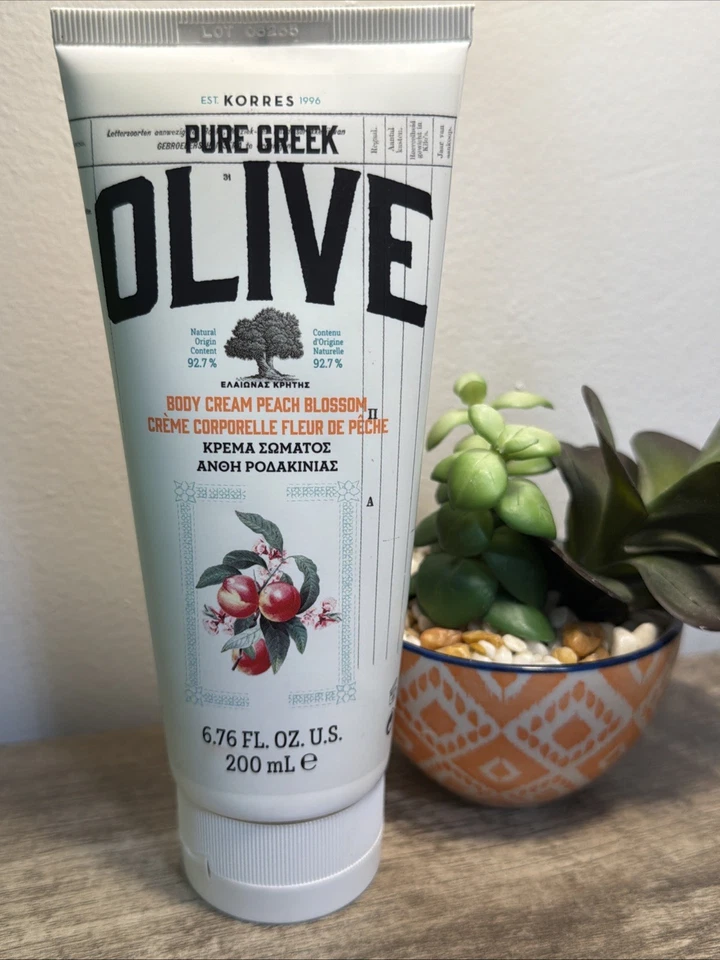 LOT 05205
EST. KORRES 1996
PURE GREEK
OLIVE
TM
Natural
Origin
Content
92.7%
Contenu
d'Origine
Naturelle
92.7%
ΕΛΑΙΩΝΑΣ ΚΡΗΤΗΣ
BODY CREAM PEACH BLOSSOM
CRÈME CORPORELLE FLEUR DE PÊCHE
ΚΡΕΜΑ ΣΩΜΑΤΟΣ
ΑΝΘΗ ΡΟΔΑΚΙΝΙΑΣ
Π
Α
6.76 FL. OZ. U.S.
200 mL ℮